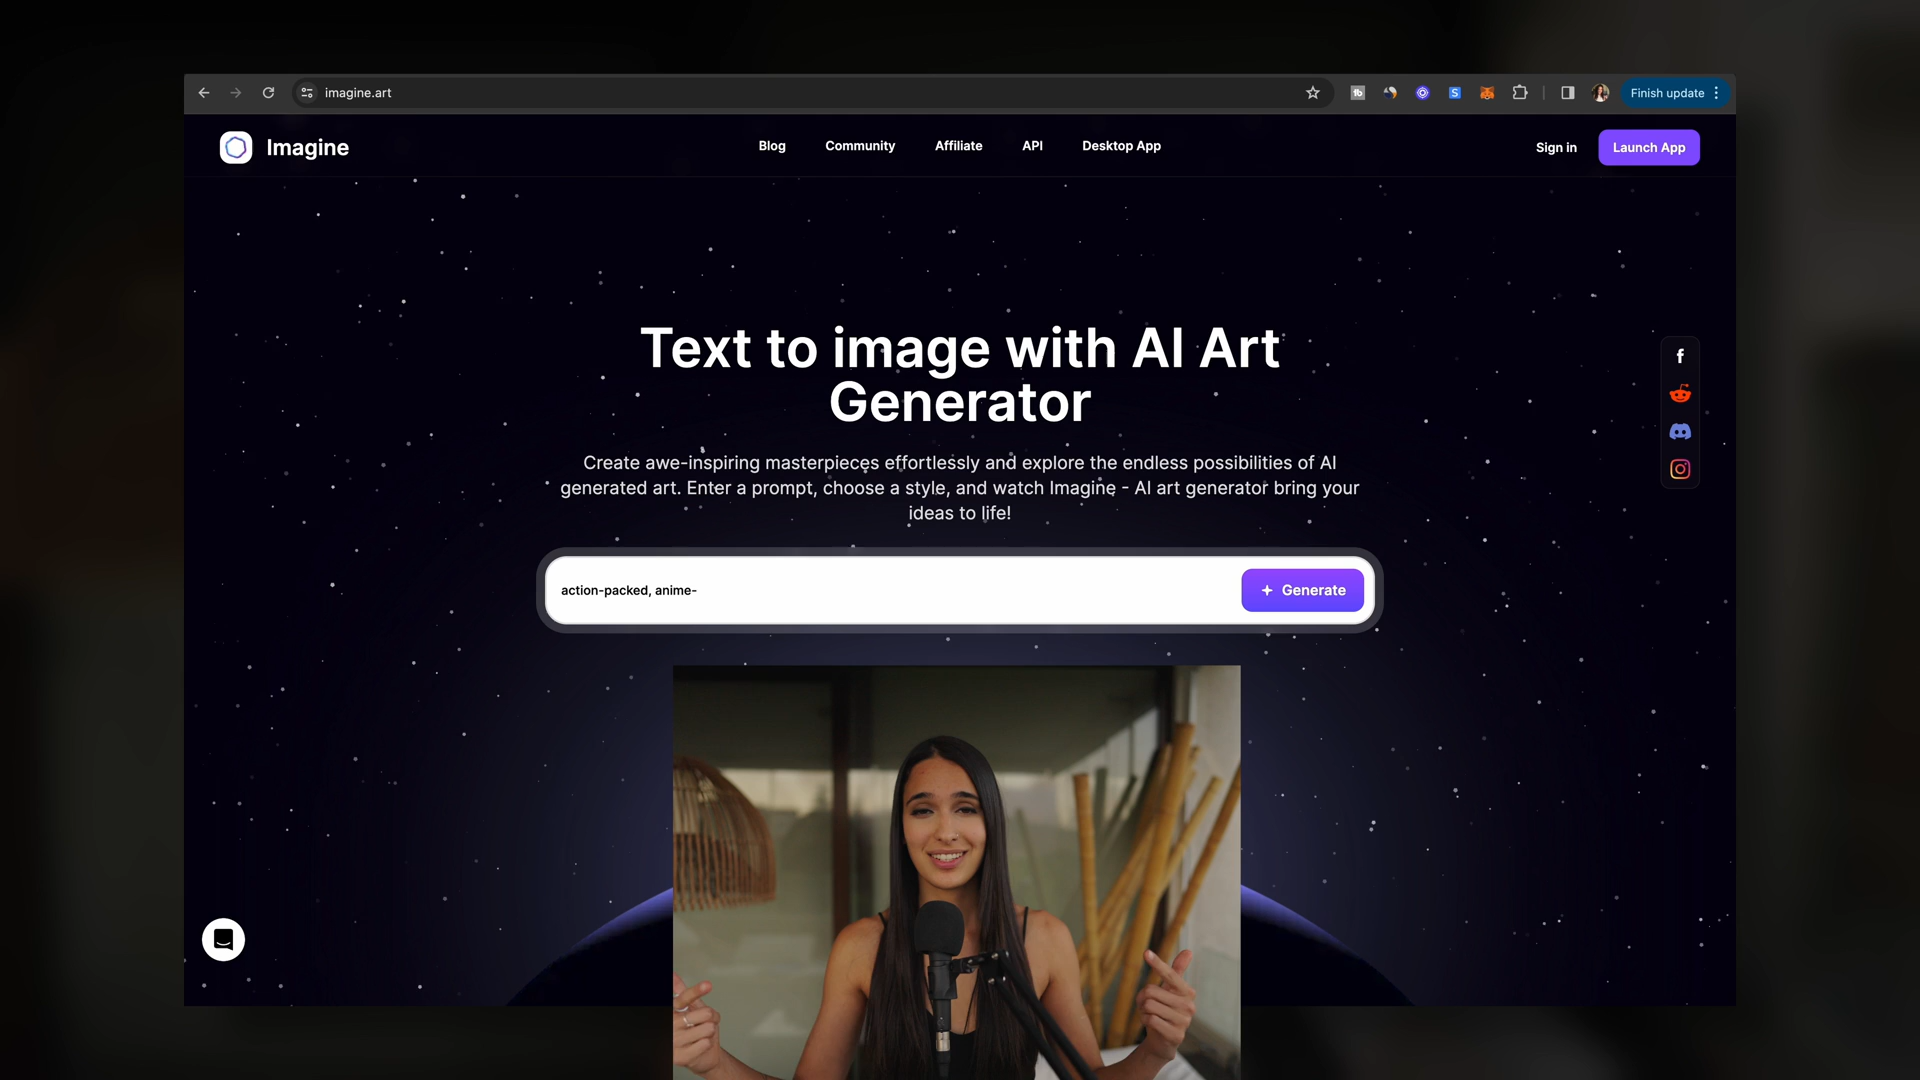 imagine.art
Finish update
Imagine
Blog
Community
Affiliate
API
Desktop App
Sign in
Launch App
Text to image with AI Art
Generator
Create awe-inspiring masterpieces effortlessly and explore the endless possibilities of AI
generated art. Enter a prompt, choose a style, and watch Imagine - AI art generator bring your
ideas to life!
action-packed, anime-
Generate